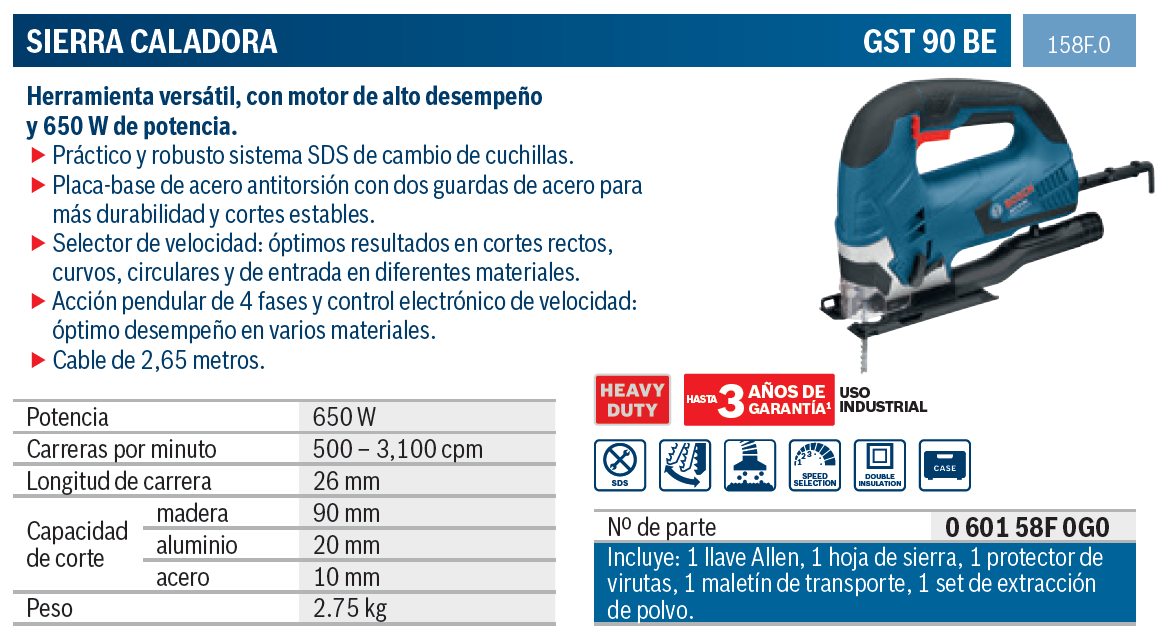 SIERRA CALADORA
GST 90 BE
158F.0
Herramienta versátil, con motor de alto desempeño
y 650 W de potencia.
Práctico y robusto sistema SDS de cambio de cuchillas.
Placa-base de acero antitorsión con dos guardas de acero para
más durabilidad y cortes estables.
Selector de velocidad: óptimos resultados en cortes rectos,
curvos, circulares y de entrada en diferentes materiales.
Acción pendular de 4 fases y control electrónico de velocidad:
óptimo desempeño en varios materiales.
Cable de 2,65 metros.
BOSCH
Potencia 650 W
Carreras por minuto 500 – 3,100 cpm
Longitud de carrera 26 mm
Capacidad
de corte
madera 90 mm
aluminio 20 mm
acero 10 mm
Peso 2.75 kg
HEAVY
DUTY
HASTA 3 AÑOS DE
GARANTÍA¹
USO
INDUSTRIAL
SDS
1 2 3
SPEED
SELECTION
DOUBLE
INSULATION
CASE
Nº de parte 0 601 58F 0G0
Incluye: 1 llave Allen, 1 hoja de sierra, 1 protector de
virutas, 1 maletín de transporte, 1 set de extracción
de polvo.